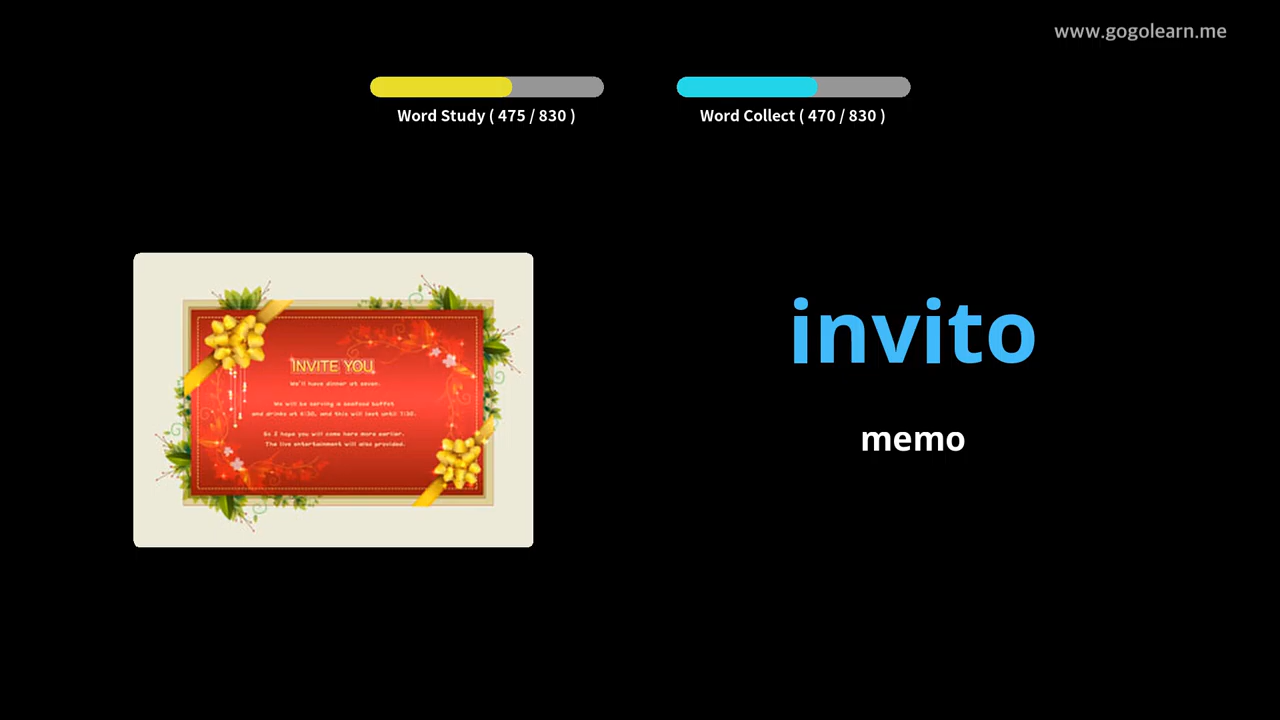 www.gogolearn.me
Word Study ( 475 / 830 )
Word Collect ( 470 / 830 )
INVITE YOU
We'll have dinner at seven.
We will be serving a seafood buffet
and drinks at 6:30, and this will last until 7:30.
So I hope you will come here more earlier.
The live entertainment will also provided.
invito
memo